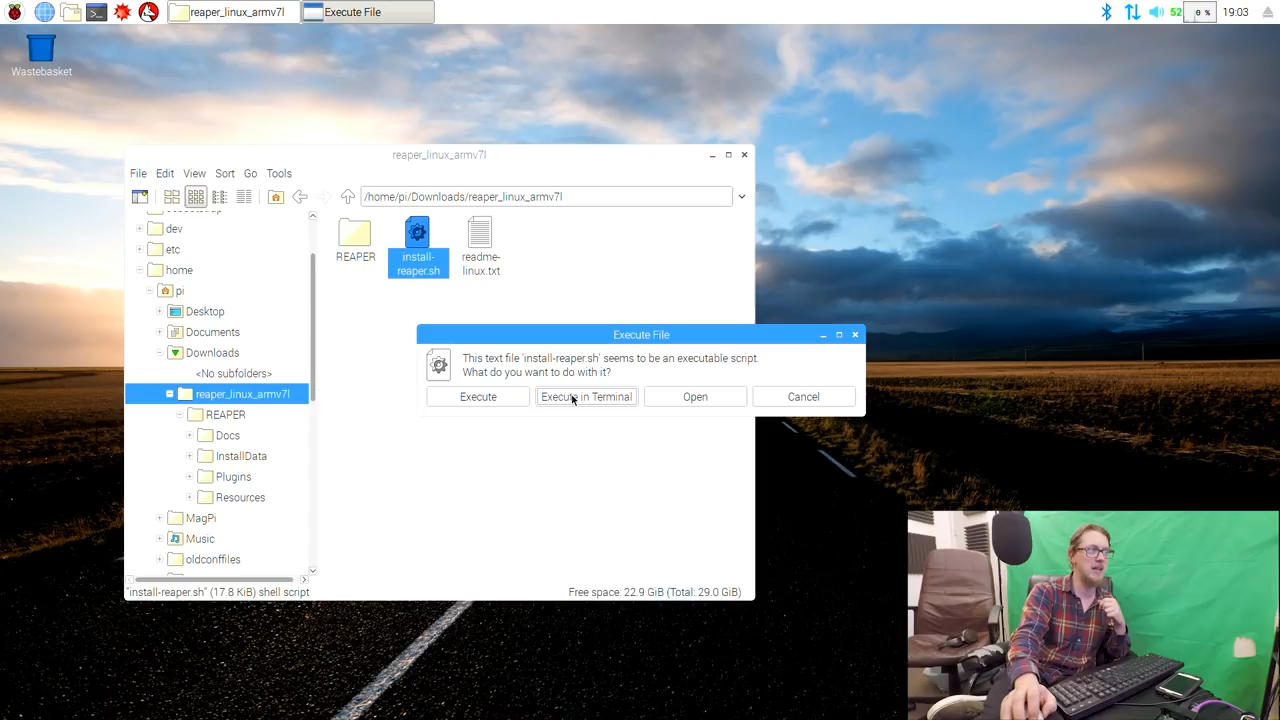 reaper_linux_armv7l
Execute File
52
0 %
19:03
Wastebasket
reaper_linux_armv7l
File Edit View Sort Go Tools
/home/pi/Downloads/reaper_linux_armv7l
dev
etc
home
pi
Desktop
Documents
Downloads
<No subfolders>
reaper_linux_armv7l
REAPER
Docs
InstallData
Plugins
Resources
MagPi
Music
oldconffiles
REAPER
install-
reaper.sh
readme-
linux.txt
Execute File
This text file 'install-reaper.sh' seems to be an executable script.
What do you want to do with it?
Execute
Execute in Terminal
Open
Cancel
"install-reaper.sh" (17.8 KiB) shell script
Free space: 22.9 GiB (Total: 29.0 GiB)